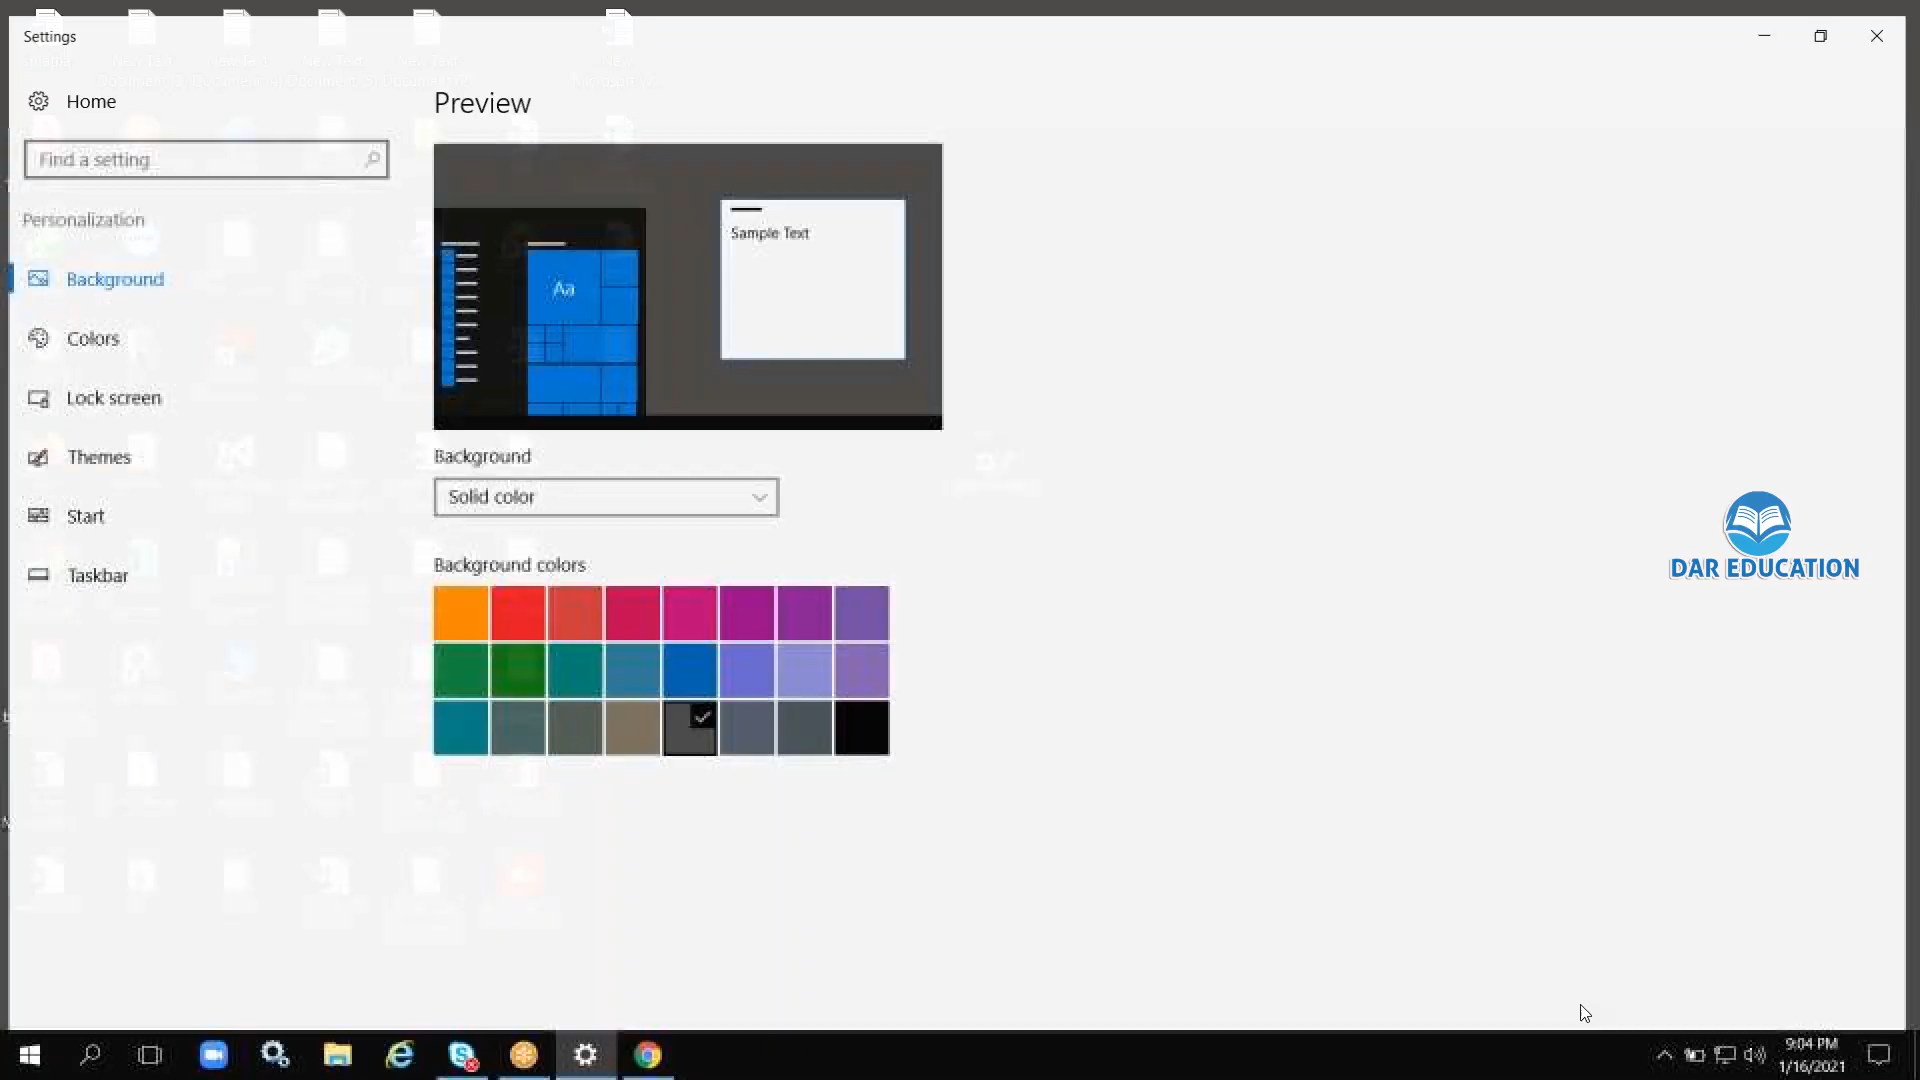 Settings
Home
Find a setting
Personalization
Background
Colors
Lock screen
Themes
Start
Taskbar
Preview
Aa
Sample Text
Background
Solid color
Background colors
DAR EDUCATION
9:04 PM
1/16/2021